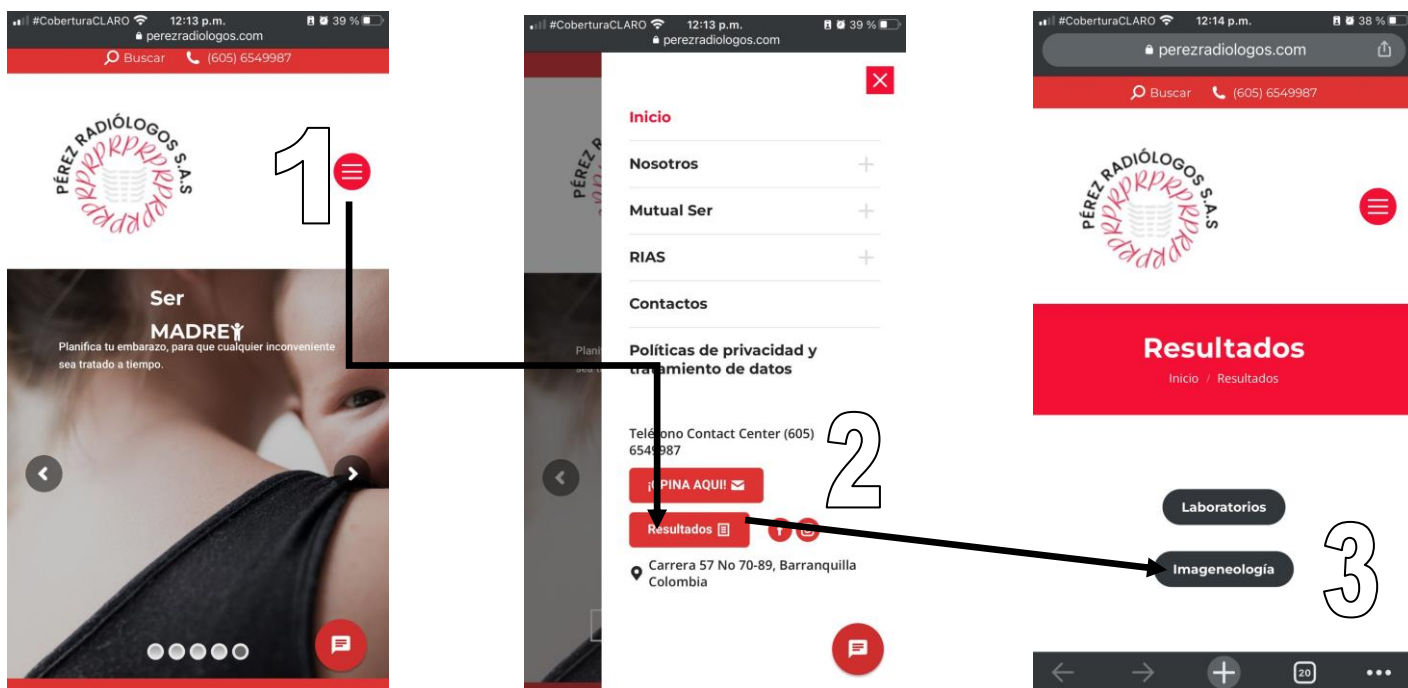 #CoberturaCLARO 12:13 p.m. 39 %
perezradiologos.com
Buscar (605) 6549987
PÉREZ RADIÓLOGOS S.A.S
RPRPRPRPRPRPRPRP
1
Ser
MADRE
Planifica tu embarazo, para que cualquier inconveniente
sea tratado a tiempo.
#CoberturaCLARO 12:13 p.m. 39 %
perezradiologos.com
Inicio
Nosotros
Mutual Ser
RIAS
Contactos
Políticas de privacidad y
tratamiento de datos
Teléfono Contact Center (605)
6549987
¡OPINA AQUI!
Resultados
Carrera 57 No 70-89, Barranquilla
Colombia
2
#CoberturaCLARO 12:14 p.m. 38 %
perezradiologos.com
Buscar (605) 6549987
PÉREZ RADIÓLOGOS S.A.S
RPRPRPRPRPRPRPRP
Resultados
Inicio / Resultados
Laboratorios
Imageneología
3
20